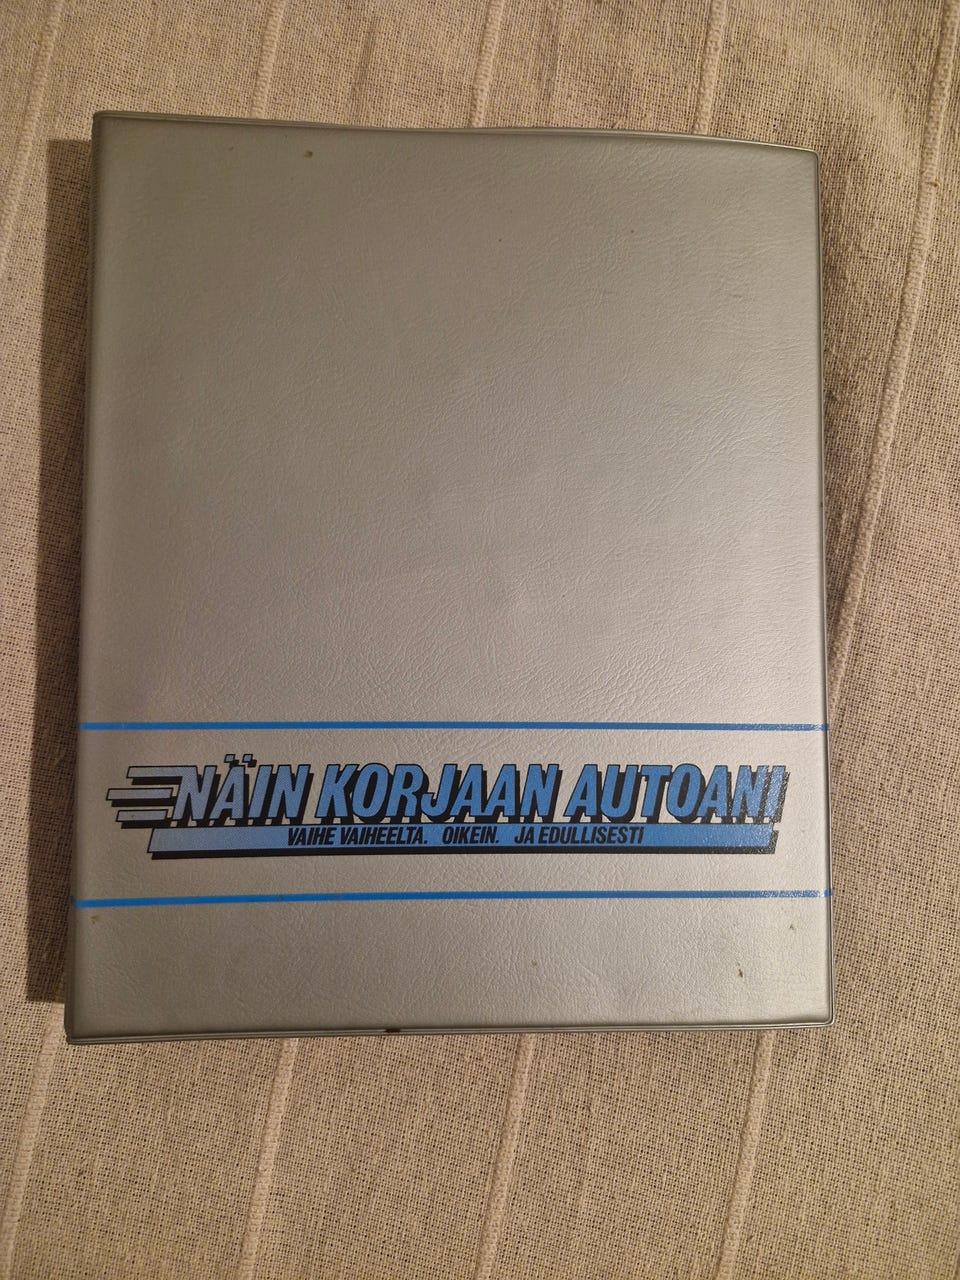 NÄIN KORJAAN AUTOANI
VAIHE VAIHEELTA. OIKEIN. JA EDULLISESTI